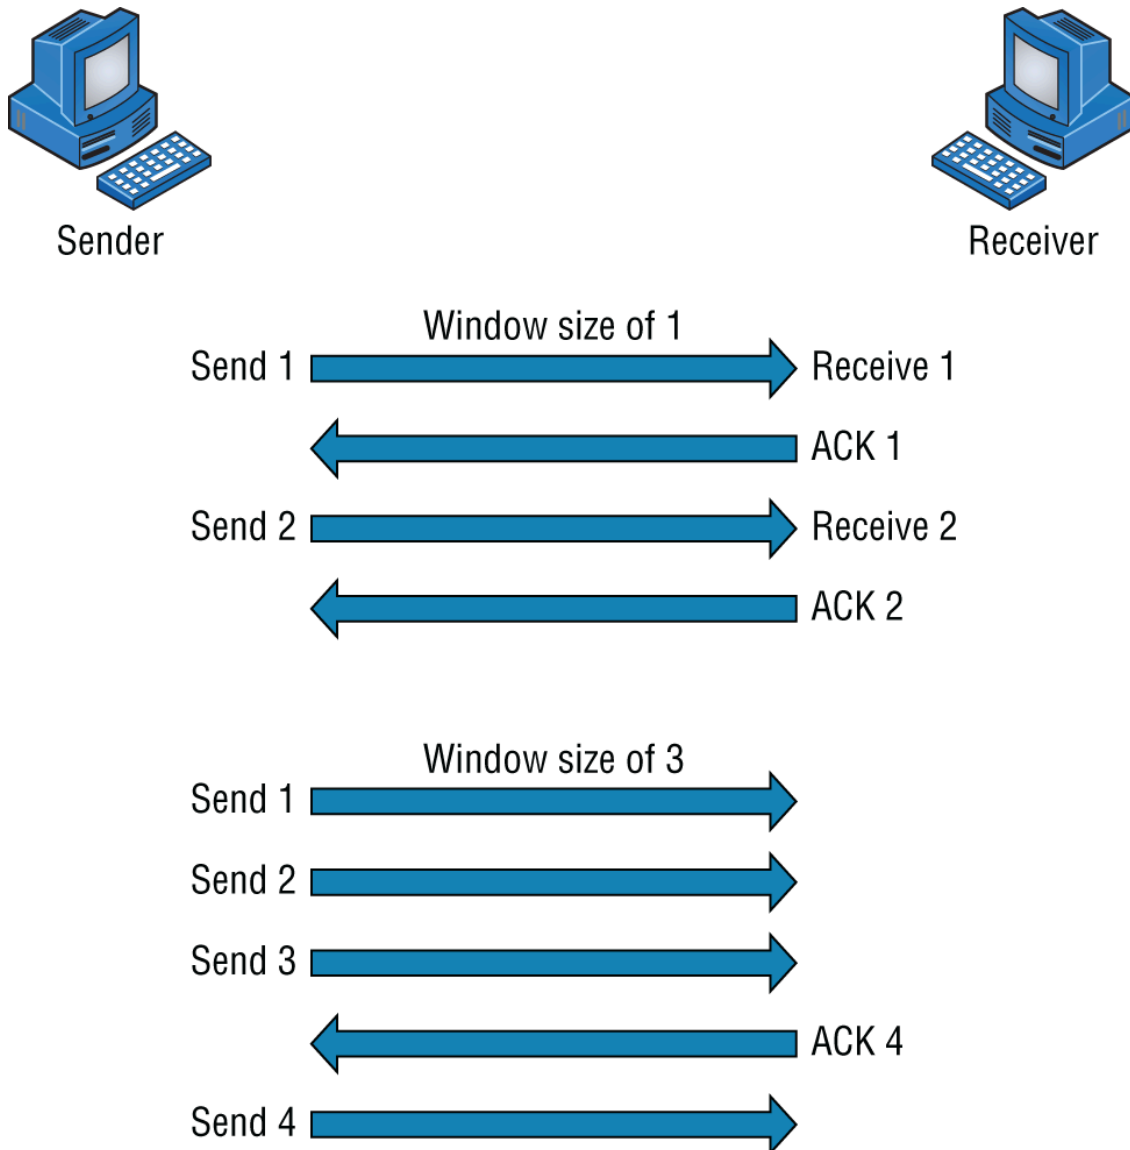 Sender
Receiver
Window size of 1
Send 1
Receive 1
ACK 1
Send 2
Receive 2
ACK 2
Window size of 3
Send 1
Send 2
Send 3
ACK 4
Send 4